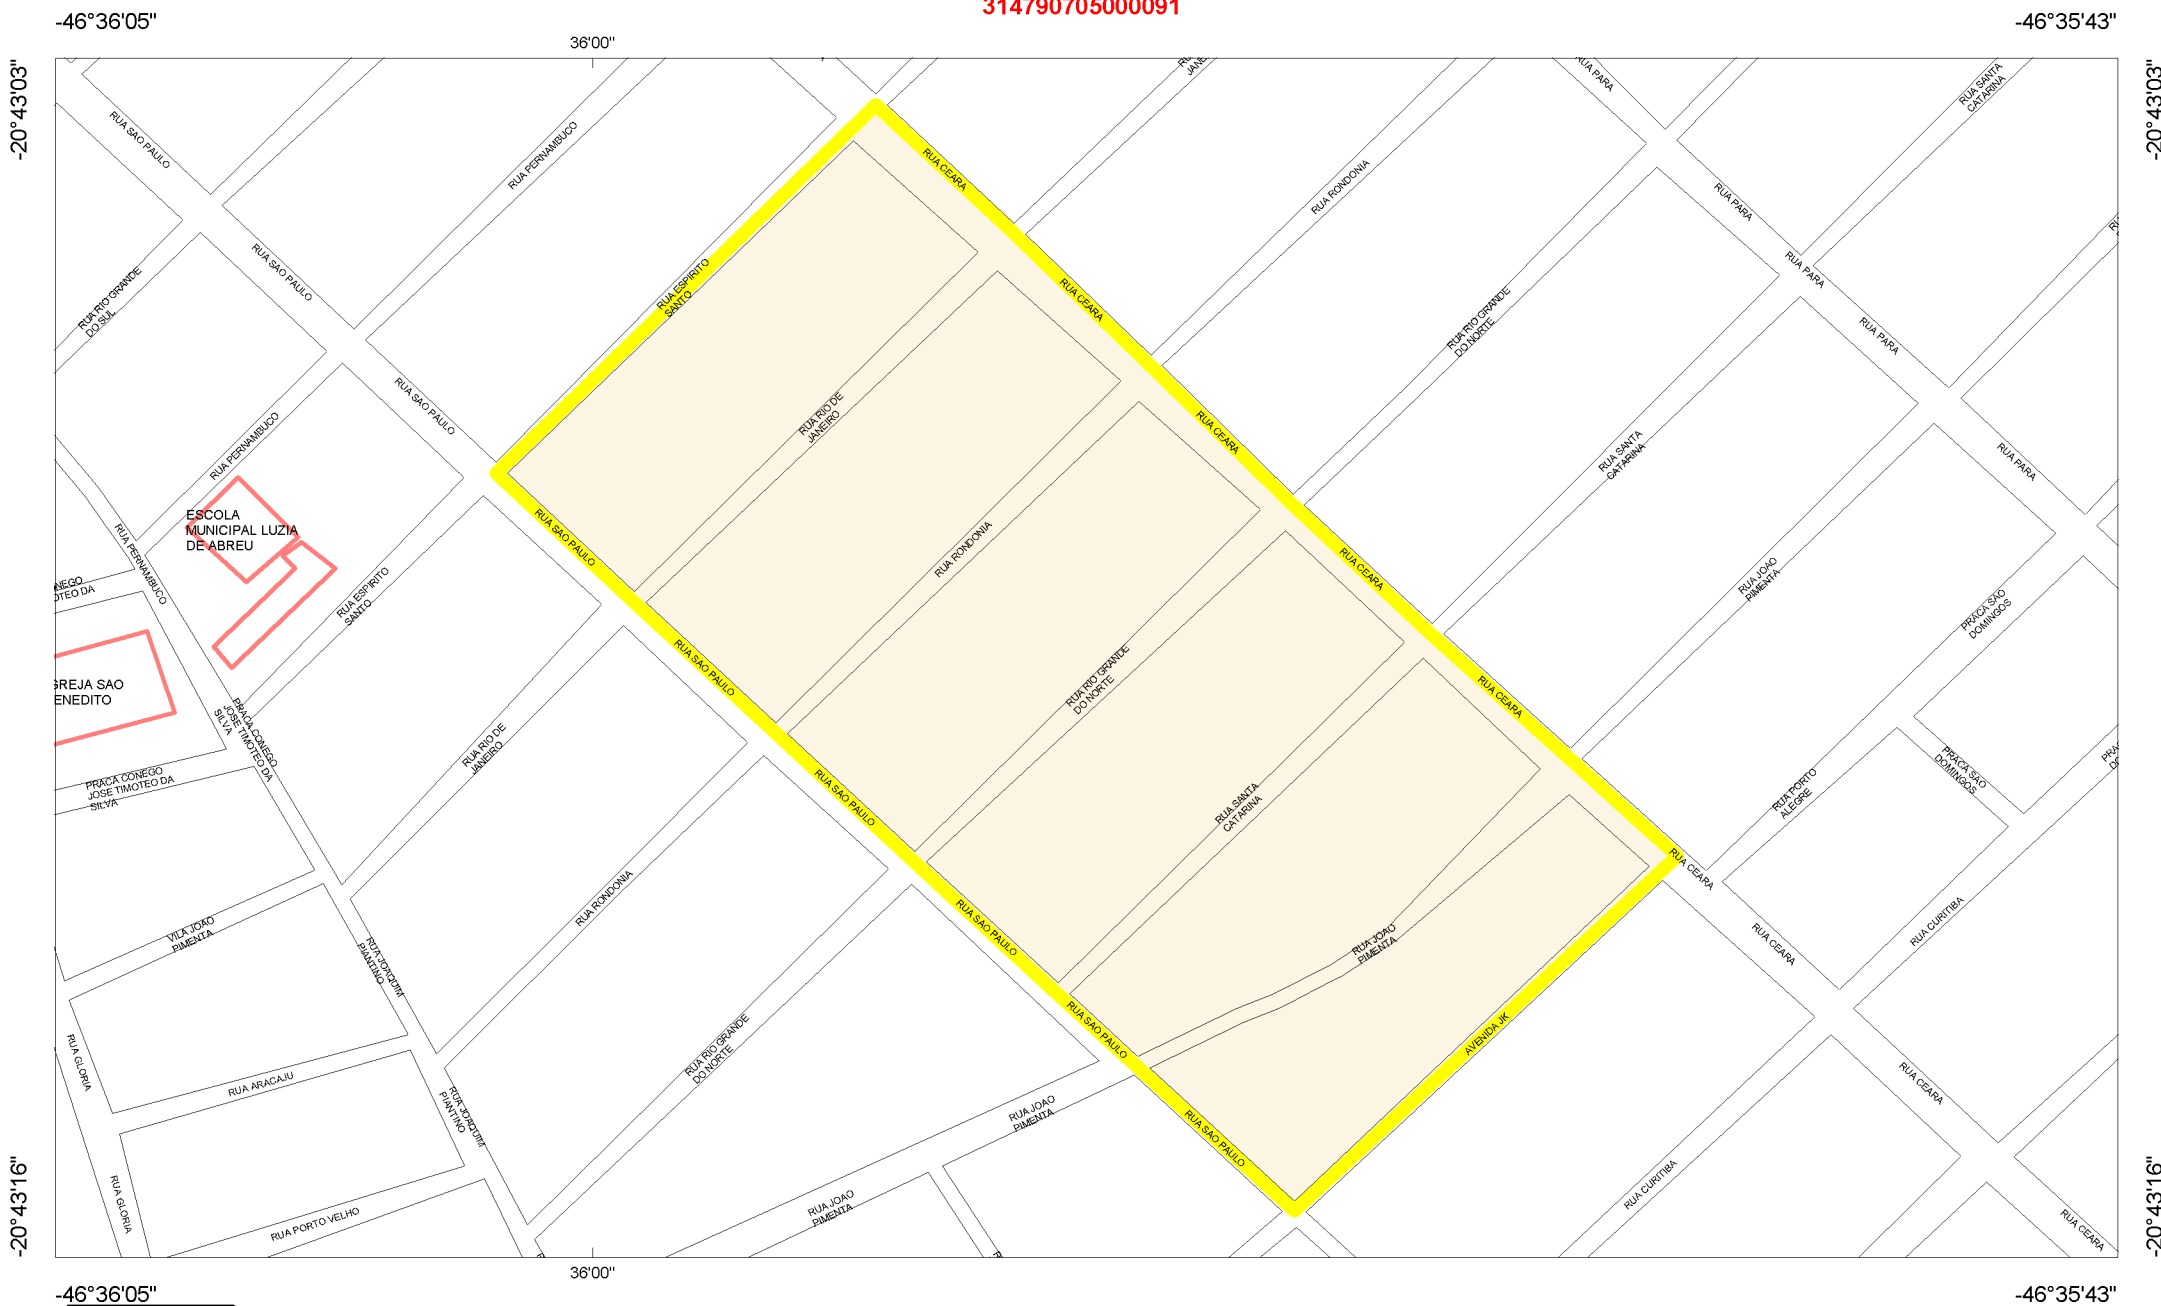 314790705000091
-46°36'05"
-46°35'43"
36'00"
-20°43'03"
-20°43'03"
RUA PARA
RUA SANTA
CATARINA
RUA SAO PAULO
RUA PERNAMBUCO
RUA CEARA
RUA RONDONIA
RUA PARA
RUA SAO PAULO
RUA ESPIRITO
SANTO
RUA PARA
RUA RIO GRANDE
DO SUL
RUA CEARA
RUA RIO GRANDE
DO NORTE
RUA PARA
RUA SAO PAULO
RUA RIO DE
JANEIRO
RUA CEARA
RUA PERNAMBUCO
RUA SANTA
CATARINA
RUA PARA
ESCOLA
MUNICIPAL LUZIA
DE ABREU
RUA SAO PAULO
RUA RONDONIA
RUA CEARA
RUA JOAO
PIMENTA
RUA PERNAMBUCO
RUA ESPIRITO
SANTO
PRACA SAO
DOMINGOS
RUA SAO PAULO
RUA RIO GRANDE
DO NORTE
RUA CEARA
PRACA CONEGO
JOSE TIMOTEO DA
SILVA
RUA RIO DE
JANEIRO
PRACA SAO
DOMINGOS
PRACA CONEGO
JOSE TIMOTEO DA
SILVA
RUA SAO PAULO
RUA SANTA
CATARINA
RUA PORTO
ALEGRE
RUA CEARA
RUA RONDONIA
RUA SAO PAULO
RUA JOAO
PIMENTA
RUA CURITIBA
RUA CEARA
VILA JOAO
PIMENTA
RUA JOAQUIM
PIANTINO
RUA SAO PAULO
AVENIDA JK
RUA GLORIA
RUA RIO GRANDE
DO NORTE
RUA ARACAJU
RUA CEARA
RUA JOAQUIM
PIANTINO
RUA JOAO
PIMENTA
RUA SAO PAULO
RUA GLORIA
RUA JOAO
PIMENTA
RUA CURITIBA
RUA PORTO VELHO
RUA CEARA
-20°43'16"
-20°43'16"
36'00"
-46°36'05"
-46°35'43"